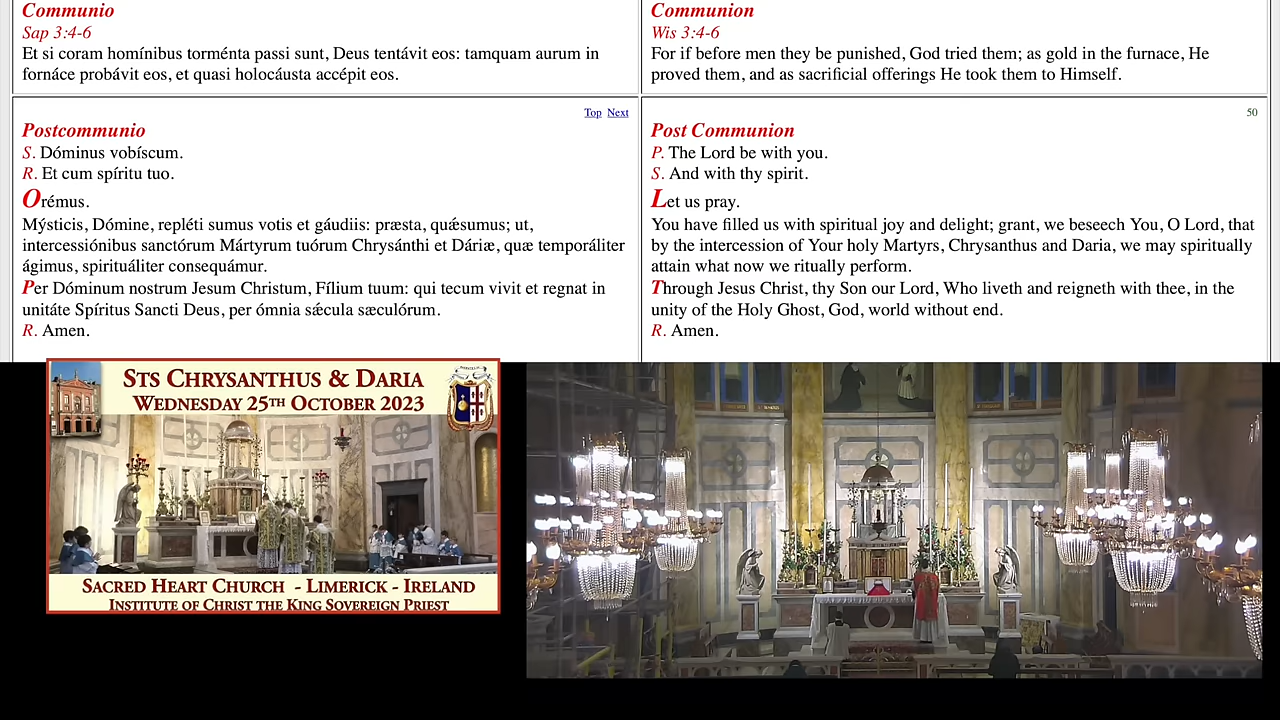 Communio
Sap 3:4-6
Et si coram homínibus torménta passi sunt, Deus tentávit eos: tamquam aurum in
fornáce probávit eos, et quasi holocáusta accépit eos.
Top Next
Postcommunio
S. Dóminus vobíscum.
R. Et cum spíritu tuo.
Orémus.
Mýsticis, Dómine, repléti sumus votis et gáudiis: præsta, quǽsumus; ut,
intercessiónibus sanctórum Mártyrum tuórum Chrysánthi et Dáriæ, quæ temporáliter
ágimus, spirituáliter consequámur.
Per Dóminum nostrum Jesum Christum, Fílium tuum: qui tecum vivit et regnat in
unitáte Spíritus Sancti Deus, per ómnia sǽcula sæculórum.
R. Amen.
Communion
Wis 3:4-6
For if before men they be punished, God tried them; as gold in the furnace, He
proved them, and as sacrificial offerings He took them to Himself.
50
Post Communion
P. The Lord be with you.
S. And with thy spirit.
Let us pray.
You have filled us with spiritual joy and delight; grant, we beseech You, O Lord, that
by the intercession of Your holy Martyrs, Chrysanthus and Daria, we may spiritually
attain what now we ritually perform.
Through Jesus Christ, thy Son our Lord, Who liveth and reigneth with thee, in the
unity of the Holy Ghost, God, world without end.
R. Amen.
STS CHRYSANTHUS & DARIA
WEDNESDAY 25TH OCTOBER 2023
SACRED HEART CHURCH - LIMERICK - IRELAND
INSTITUTE OF CHRIST THE KING SOVEREIGN PRIEST